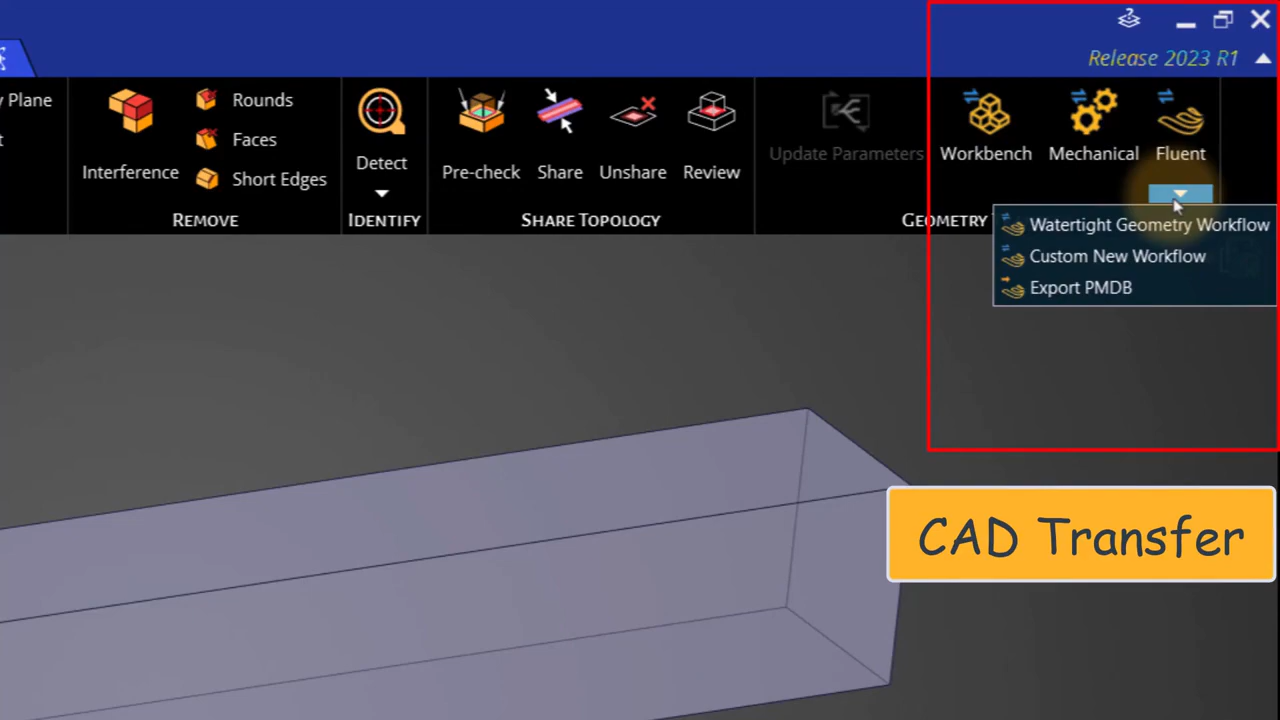 Release 2023 R1
y Plane
t
Interference
Rounds
Faces
Short Edges
Detect
Pre-check
Share
Unshare
Review
Update Parameters
Workbench
Mechanical
Fluent
REMOVE
IDENTIFY
SHARE TOPOLOGY
Watertight Geometry Workflow
Custom New Workflow
Export PMDB
CAD Transfer